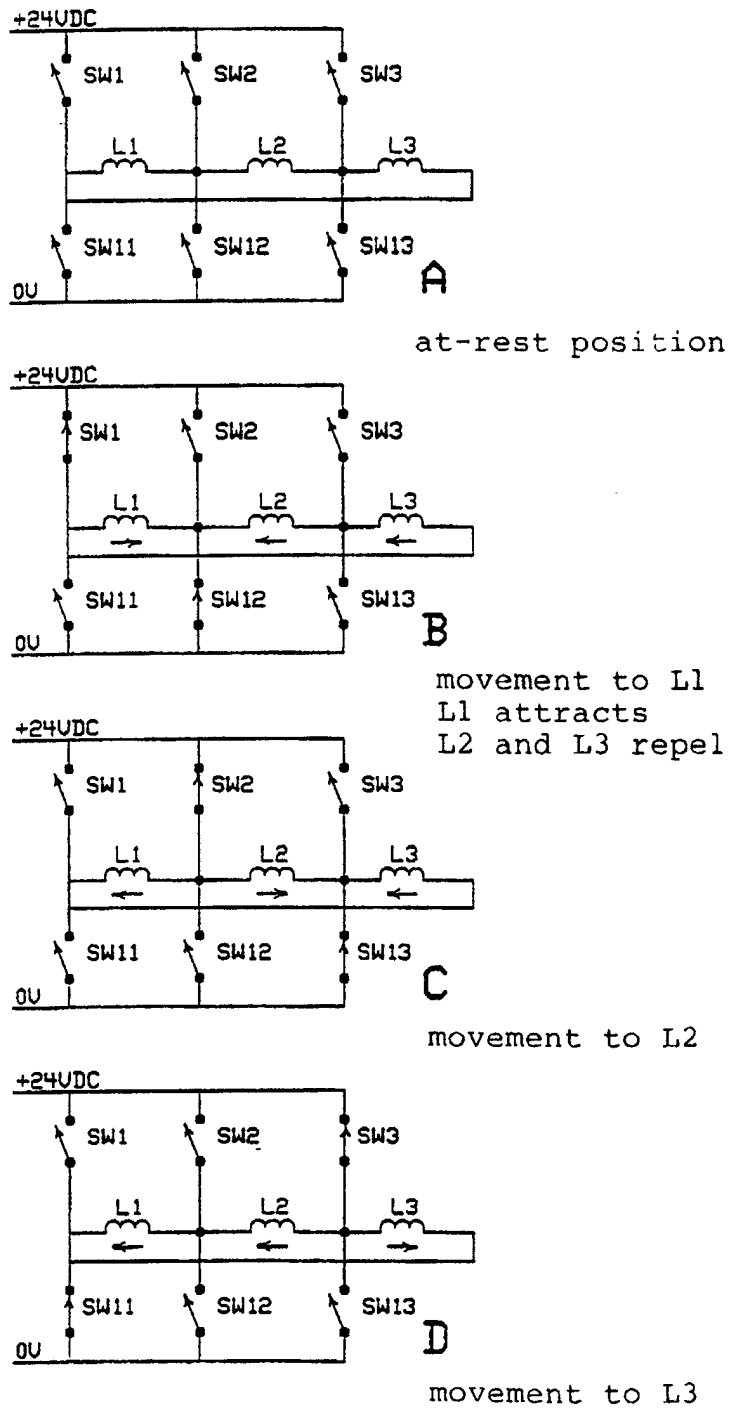 +24VDC
SW1 SW2 SW3
L1 L2 L3
SW11 SW12 SW13
0V
A
at-rest position
+24VDC
SW1 SW2 SW3
L1 L2 L3
SW11 SW12 SW13
0V
B
movement to L1
L1 attracts
L2 and L3 repel
+24VDC
SW1 SW2 SW3
L1 L2 L3
SW11 SW12 SW13
0V
C
movement to L2
+24VDC
SW1 SW2 SW3
L1 L2 L3
SW11 SW12 SW13
0V
D
movement to L3